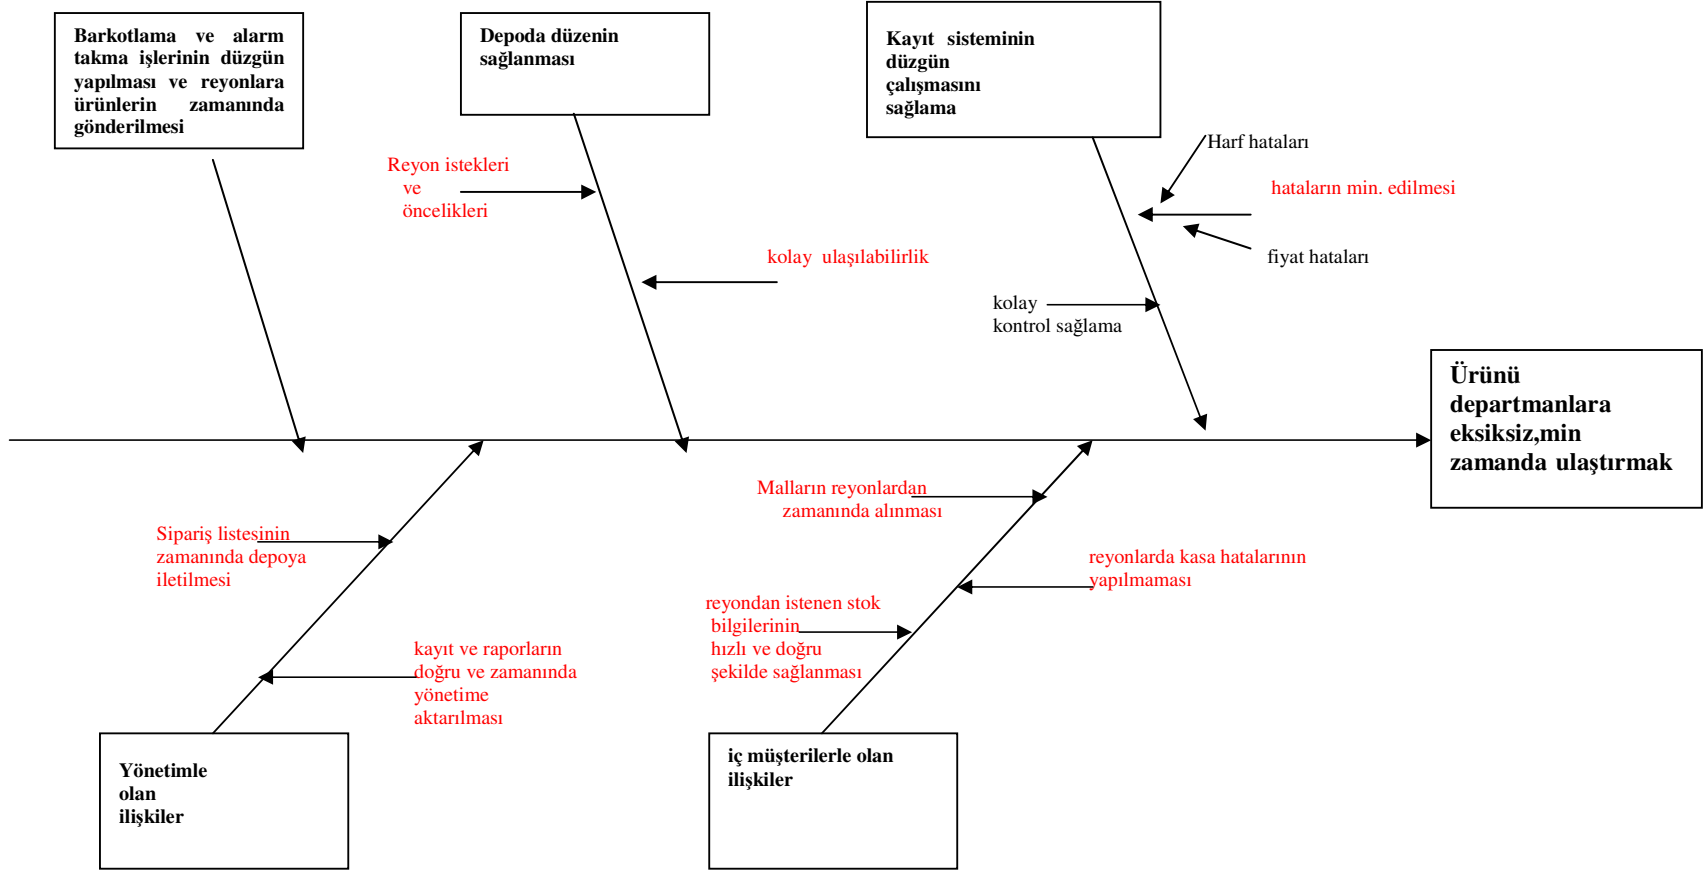 Barkotlama ve alarm
takma işlerinin düzgün
yapılması ve reyonlara
ürünlerin zamanında
gönderilmesi
Depoda düzenin
sağlanması
Kayıt sisteminin
düzgün
çalışmasını
sağlama
Reyon istekleri
ve
öncelikleri
kolay ulaşılabilirlik
Harf hataları
hataların min. edilmesi
fiyat hataları
kolay
kontrol sağlama
Ürünü
departmanlara
eksiksiz,min
zamanda ulaştırmak
Sipariş listesinin
zamanında depoya
iletilmesi
kayıt ve raporların
doğru ve zamanında
yönetime
aktarılması
Malların reyonlardan
zamanında alınması
reyonlarda kasa hatalarının
yapılmaması
reyondan istenen stok
bilgilerinin
hızlı ve doğru
şekilde sağlanması
Yönetimle
olan
ilişkiler
iç müşterilerle olan
ilişkiler